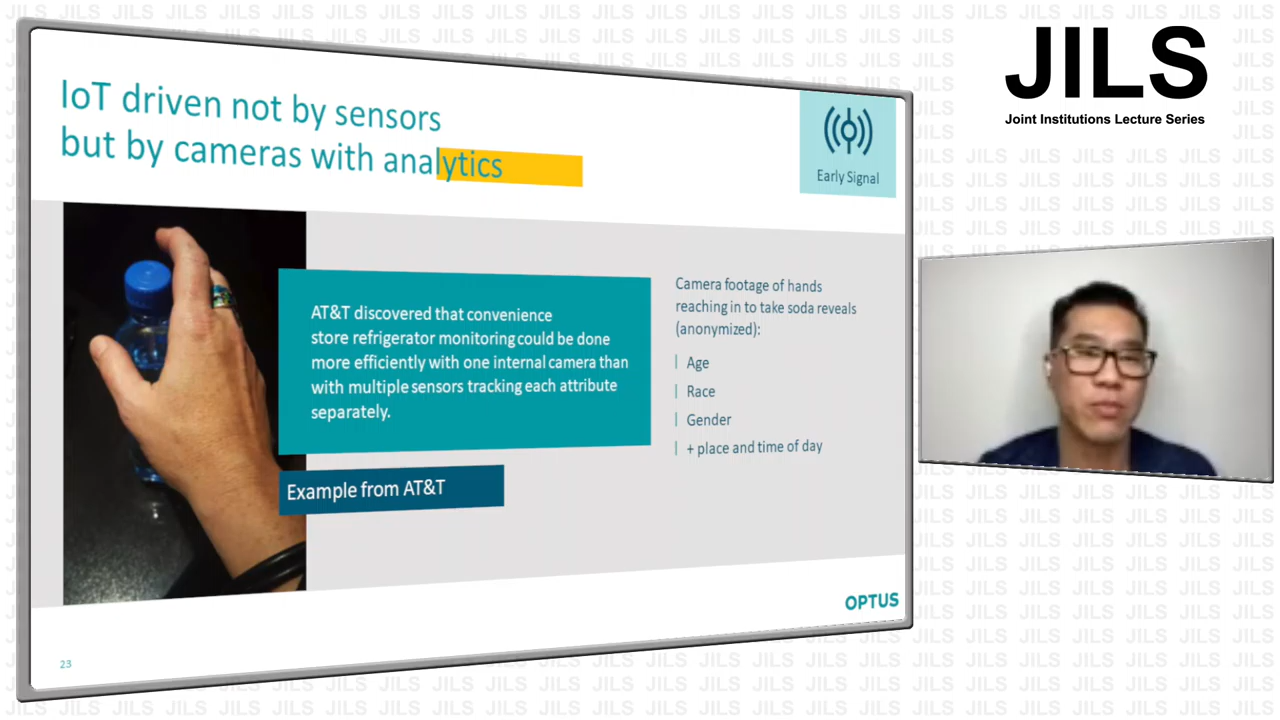 IoT driven not by sensors
but by cameras with analytics
Early Signal
AT&T discovered that convenience
store refrigerator monitoring could be done
more efficiently with one internal camera than
with multiple sensors tracking each attribute
separately.
Example from AT&T
Camera footage of hands
reaching in to take soda reveals
(anonymized):
Age
Race
Gender
+ place and time of day
OPTUS
23
JILS
Joint Institutions Lecture Series